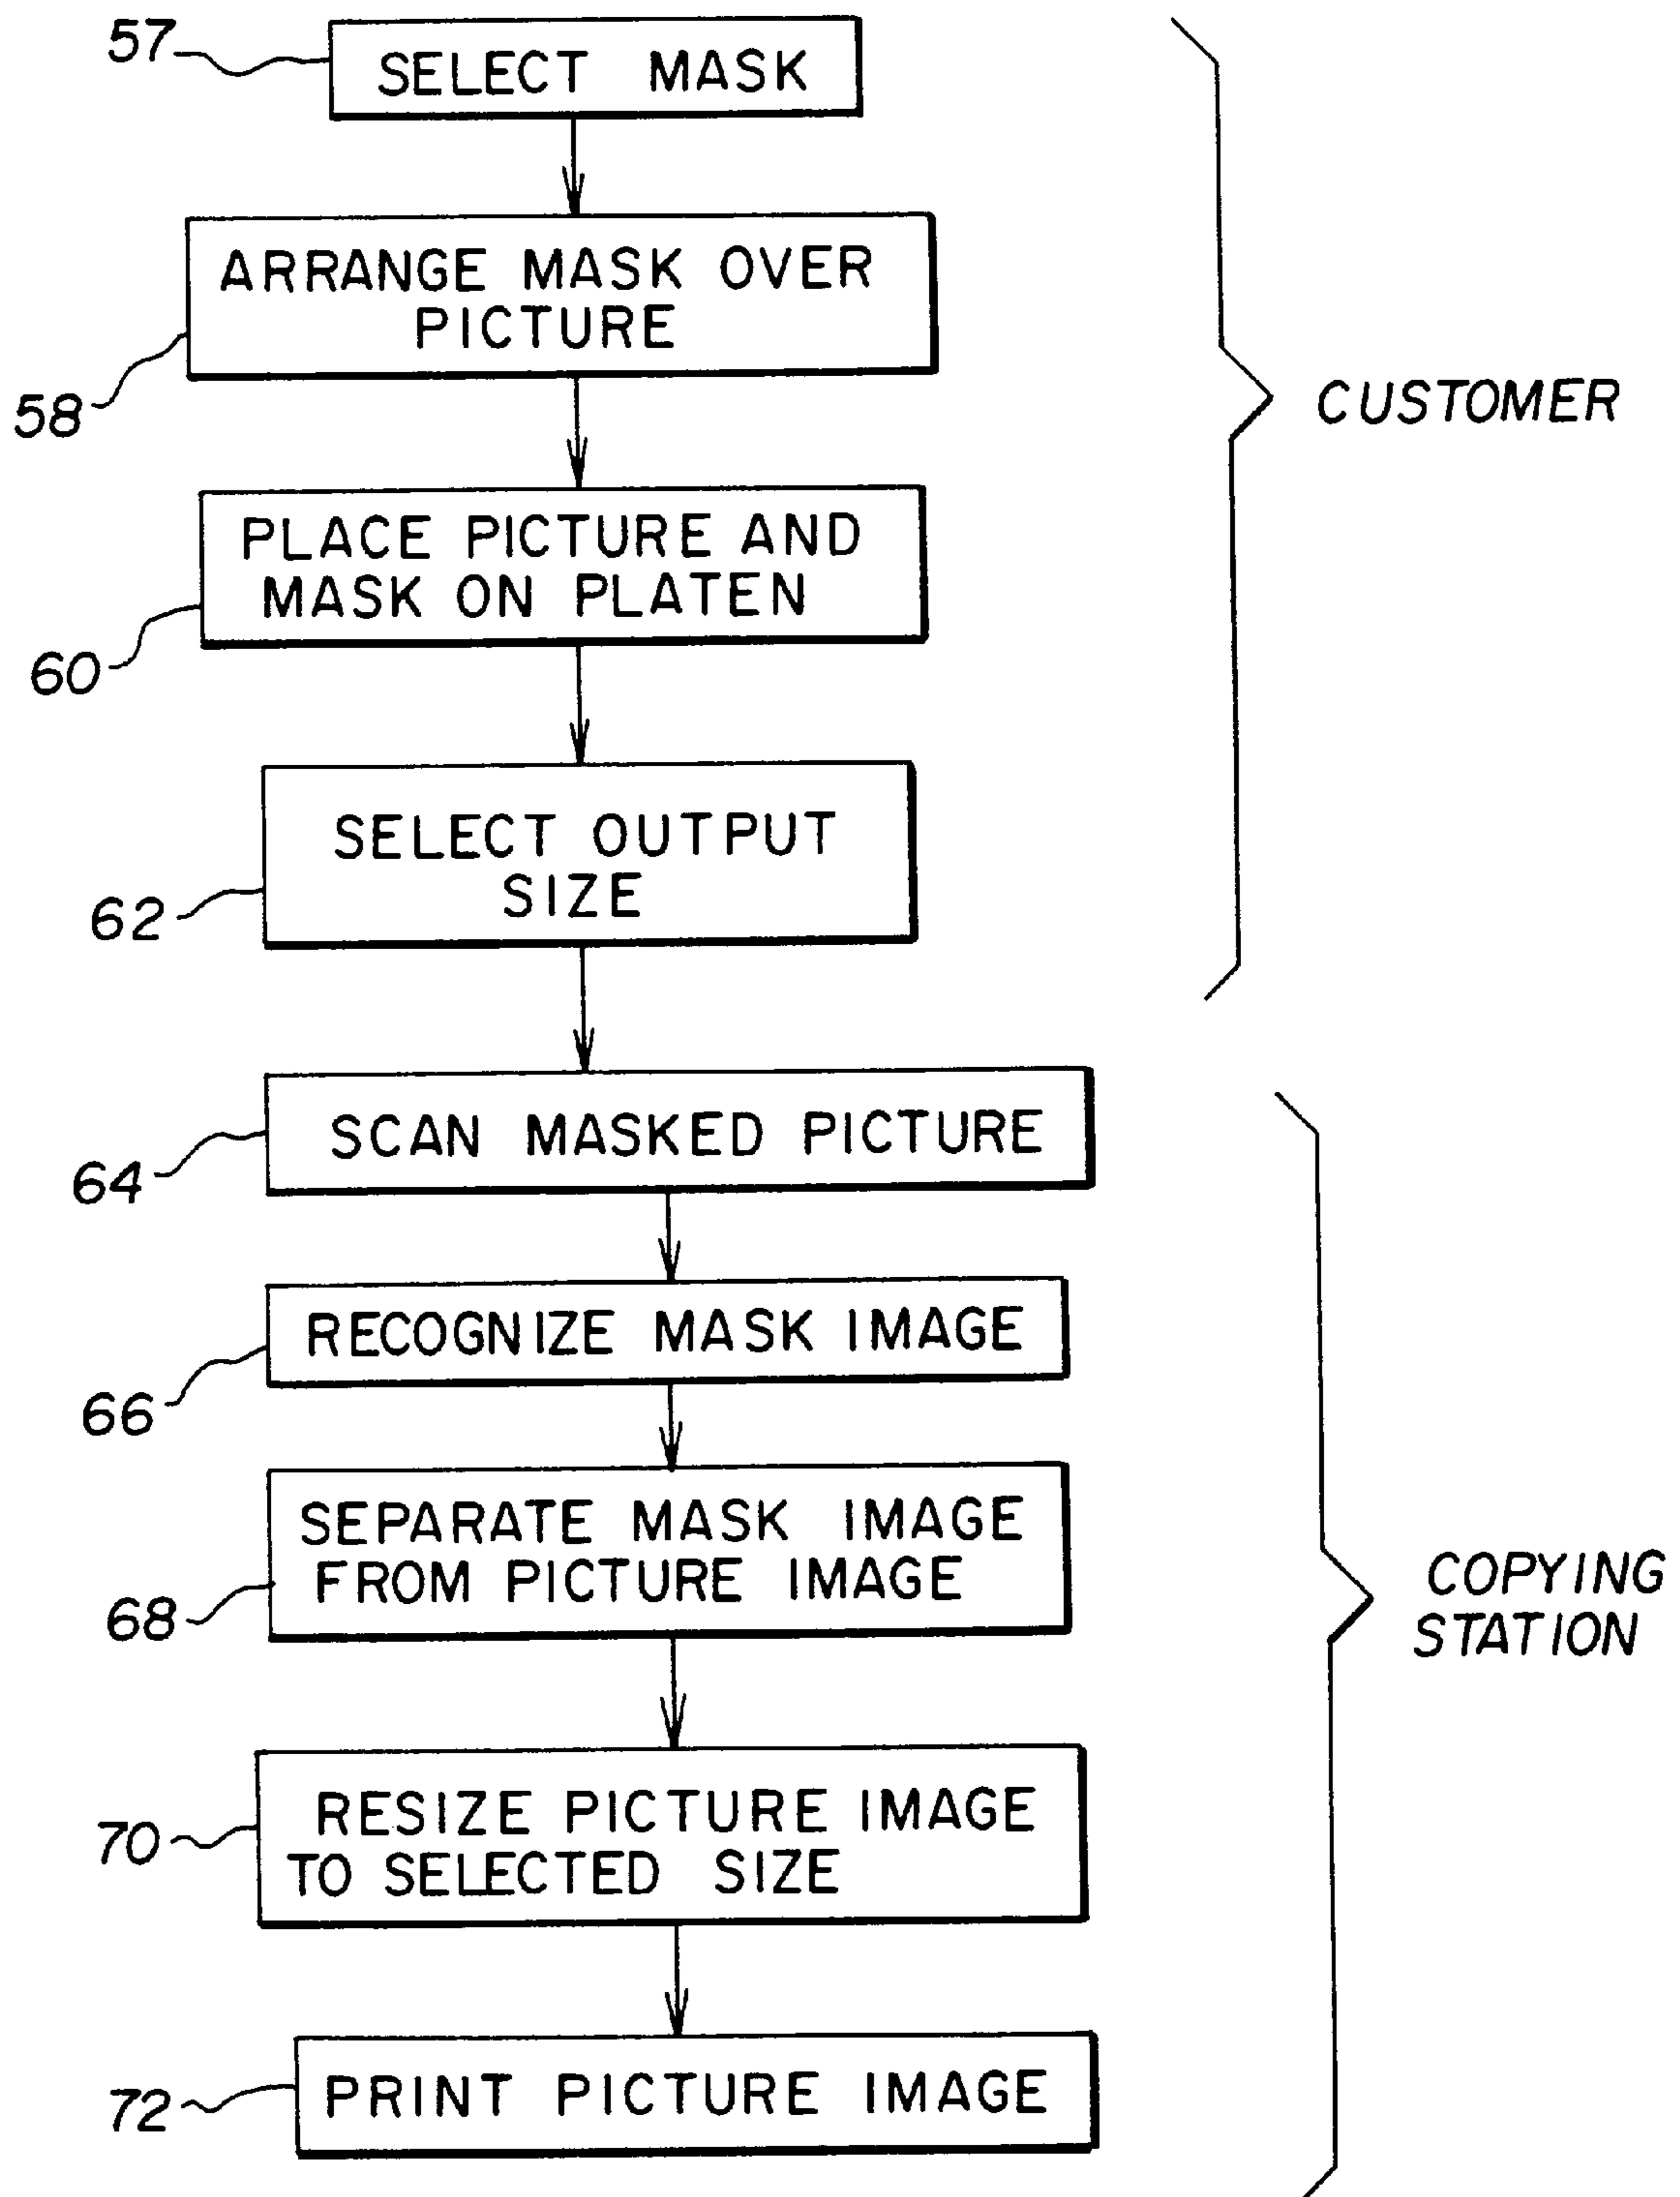 57
SELECT MASK
ARRANGE MASK OVER
PICTURE
58
CUSTOMER
PLACE PICTURE AND
MASK ON PLATEN
60
SELECT OUTPUT
SIZE
62
SCAN MASKED PICTURE
64
RECOGNIZE MASK IMAGE
66
SEPARATE MASK IMAGE
FROM PICTURE IMAGE
68
COPYING
STATION
RESIZE PICTURE IMAGE
TO SELECTED SIZE
70
PRINT PICTURE IMAGE
72